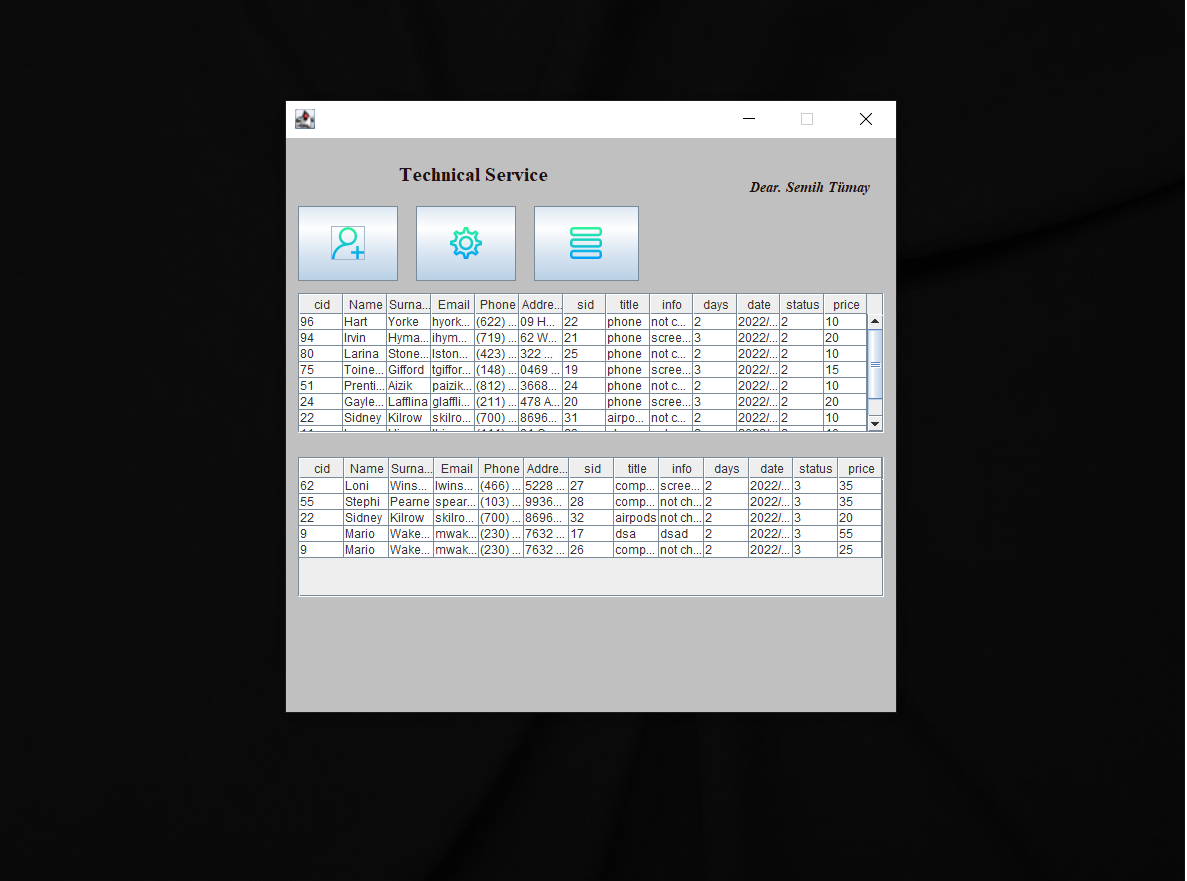 Technical Service
Dear. Semih Tümay
cid Name Surna... Email Phone Addre... sid title info days date status price
96 Hart Yorke hyork... (622) ... 09 H... 22 phone not c... 2 2022/... 2 10
94 Irvin Hyma... ihym... (719) ... 62 W... 21 phone scree... 3 2022/... 2 20
80 Larina Stone... lston... (423) ... 322 ... 25 phone not c... 2 2022/... 2 10
75 Toine... Gifford tgiffor... (148) ... 0469 ... 19 phone scree... 3 2022/... 2 15
51 Prenti... Aizik paizik... (812) ... 3668... 24 phone not c... 2 2022/... 2 10
24 Gayle... Lafflina glaffli... (211) ... 478 A... 20 phone scree... 3 2022/... 2 20
22 Sidney Kilrow skilro... (700) ... 8696... 31 airpo... not c... 2 2022/... 2 10
cid Name Surna... Email Phone Addre... sid title info days date status price
62 Loni Wins... lwins... (466) ... 5228 ... 27 comp... scree... 2 2022/... 3 35
55 Stephi Pearne spear... (103) ... 9936... 28 comp... not ch... 2 2022/... 3 35
22 Sidney Kilrow skilro... (700) ... 8696... 32 airpods not ch... 2 2022/... 3 20
9 Mario Wake... mwak... (230) ... 7632 ... 17 dsa dsad 2 2022/... 3 55
9 Mario Wake... mwak... (230) ... 7632 ... 26 comp... not ch... 2 2022/... 3 25